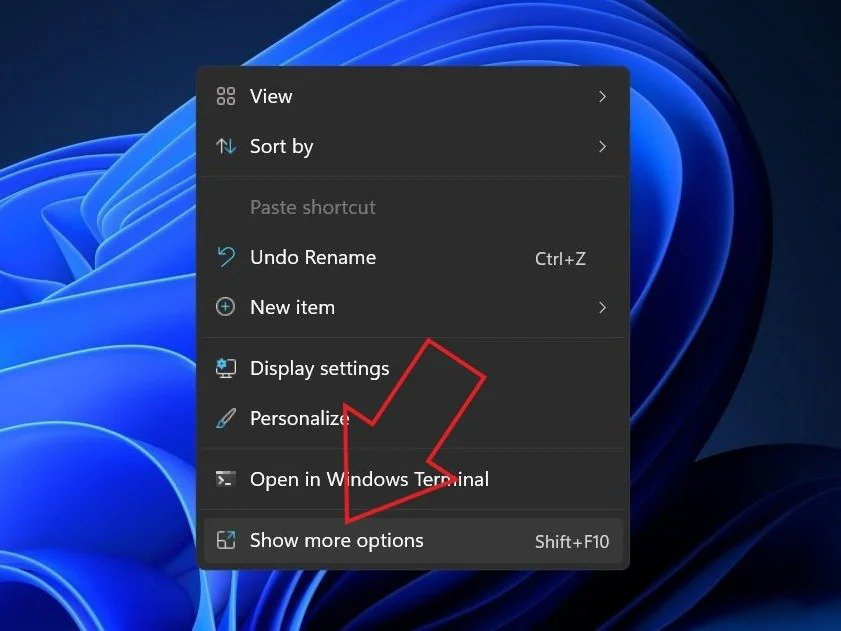 View
Sort by
Paste shortcut
Undo Rename Ctrl+Z
New item
Display settings
Personalize
Open in Windows Terminal
Show more options Shift+F10